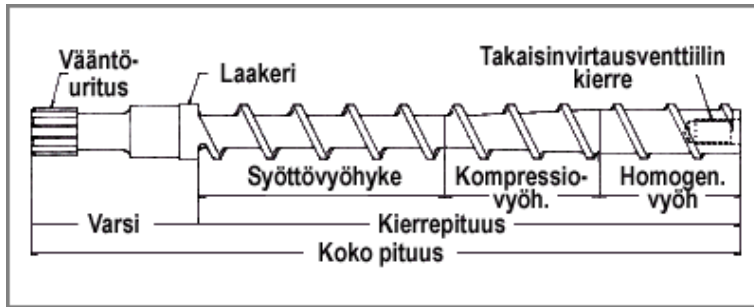 Vääntö-
uritus
Laakeri
Takaisinvirtausventtiilin
kierre
Syöttövyöhyke
Kompressio-
vyöh.
Homogen.
vyöh
Varsi
Kierrepituus
Koko pituus